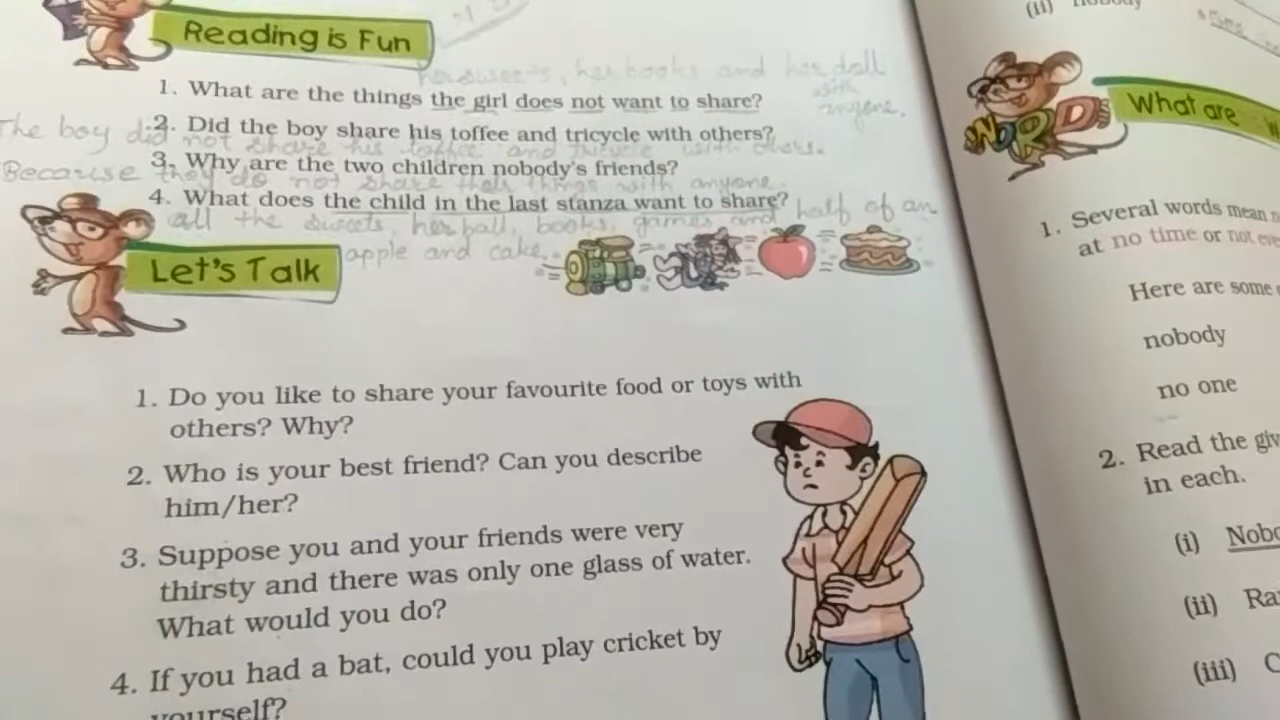 Reading is Fun
her sweets, her books and her doll
with
anyone.
1. What are the things the girl does not want to share?
2. Did the boy share his toffee and tricycle with others?
The boy did not share his toffee and tricycle with others.
3. Why are the two children nobody's friends?
Because they do not share their things with anyone.
4. What does the child in the last stanza want to share?
all the sweets, her ball, books, games and half of an
apple and cake.
Let's Talk
1. Do you like to share your favourite food or toys with
others? Why?
2. Who is your best friend? Can you describe
him/her?
3. Suppose you and your friends were very
thirsty and there was only one glass of water.
What would you do?
4. If you had a bat, could you play cricket by
yourself?
(ii) nobody
WORDS
What are
1. Several words mean
at no time or not
Here are some
nobody
no one
2. Read the
in each.
(i)
(ii)
(iii)